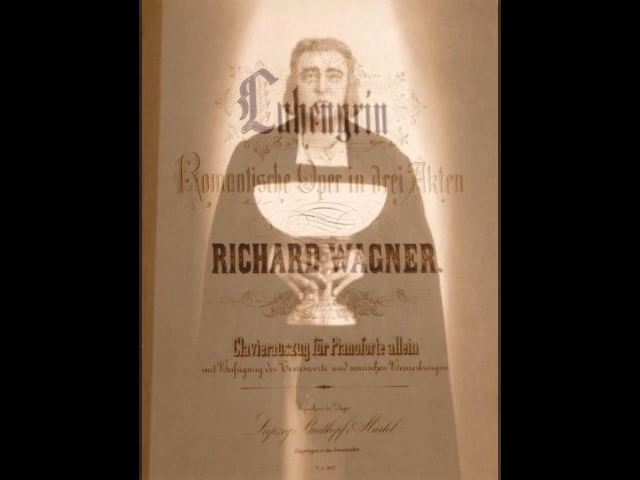 Lohengrin
Romantische Oper in drei Akten
RICHARD WAGNER.
Clavierauszug für Pianoforte allein
mit Beifügung der Textesworte und scenischen Bemerkungen
Leipzig, Breitkopf & Härtel